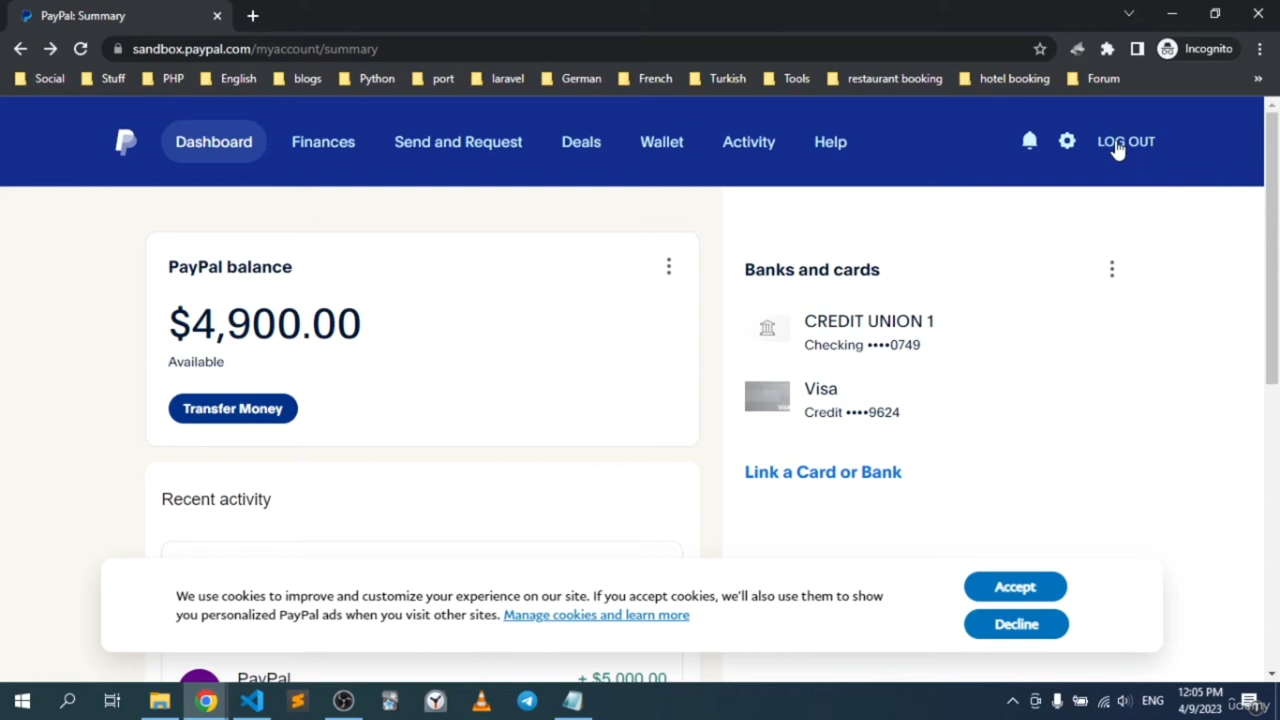 PayPal: Summary
sandbox.paypal.com/myaccount/summary
Incognito
Social Stuff PHP English blogs Python port laravel German French Turkish Tools restaurant booking hotel booking Forum
Dashboard Finances Send and Request Deals Wallet Activity Help LOG OUT
PayPal balance
$4,900.00
Available
Transfer Money
Banks and cards
CREDIT UNION 1
Checking ••••0749
VISA
Visa
Credit ••••9624
Link a Card or Bank
Recent activity
We use cookies to improve and customize your experience on our site. If you accept cookies, we'll also use them to show
you personalized PayPal ads when you visit other sites. Manage cookies and learn more
Accept
Decline
PayPal + $5,000.00
ENG
12:05 PM
4/9/2023
udemy